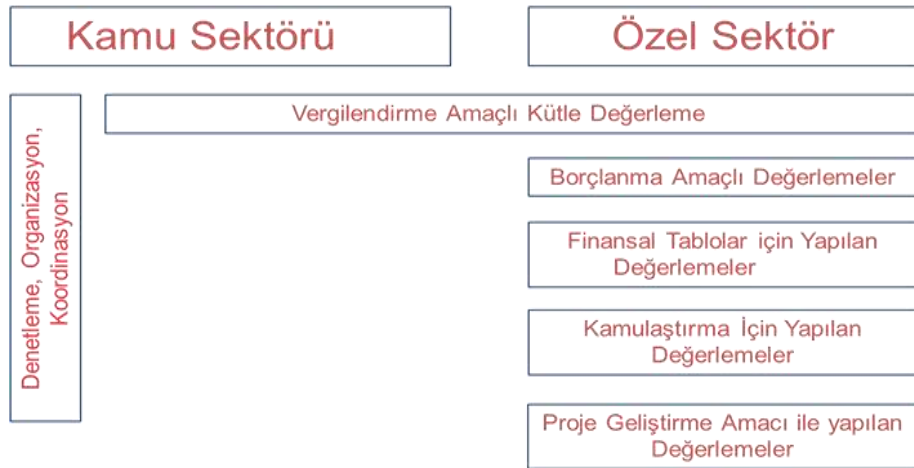 Kamu Sektörü
Özel Sektör
Denetleme, Organizasyon,
Koordinasyon
Vergilendirme Amaçlı Kütle Değerleme
Borçlanma Amaçlı Değerlemeler
Finansal Tablolar için Yapılan
Değerlemeler
Kamulaştırma İçin Yapılan
Değerlemeler
Proje Geliştirme Amacı ile yapılan
Değerlemeler